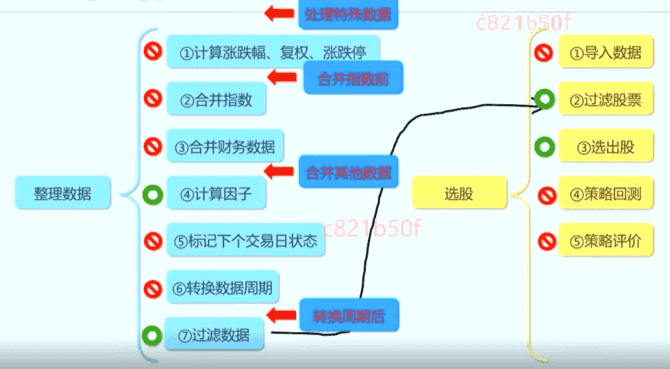 处理特殊数据
c821b50f
①计算涨跌幅、复权、涨跌停
合并指数前
②合并指数
③合并财务数据
合并其他数据
整理数据
④计算因子
c821b50f
⑤标记下个交易日状态
⑥转换数据周期
转换周期后
⑦过滤数据
选股
①导入数据
②过滤股票
③选出股
④策略回测
⑤策略评价